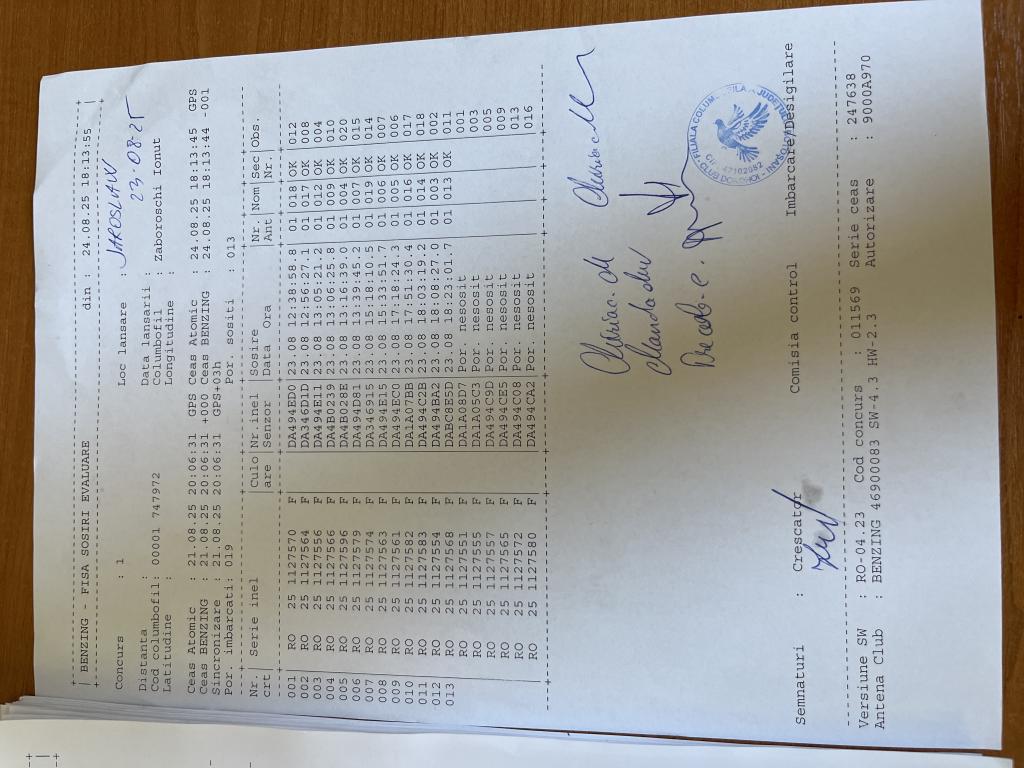 BENZING - FISA SOSIRI EVALUARE din : 24.08.25 18:13:55
Concurs : 1 Loc lansare : JAROSLAW
Distanta : Data lansarii : 23.08.25
Cod columbofil: 00001 747972 Columbofil : Zaboroschi Ionut
Latitudine : Longitudine :
Ceas Atomic : 21.08.25 20:06:31 GPS Ceas Atomic : 24.08.25 18:13:45 GPS
Ceas BENZING : 21.08.25 20:06:31 +000 Ceas BENZING : 24.08.25 18:13:44 -001
Sincronizare : 21.08.25 20:06:31 GPS+03h
Por. imbarcati: 019 Por. sositi : 013
Nr. | Serie inel |Culo|Nr.inel |Sosire |Nr |Nom|Sec|Obs.
crt | |are |Senzor |Data Ora |Ant| |Nr.|
001 RO 25 1127570 F DA494ED0 23.08 12:38:58.8 01 018 OK 012
002 RO 25 1127564 F DA346D1D 23.08 12:56:27.1 01 017 OK 008
003 RO 25 1127556 F DA494E11 23.08 13:05:21.2 01 012 OK 004
004 RO 25 1127566 F DA4B0239 23.08 13:06:25.8 01 009 OK 010
005 RO 25 1127596 F DA4B028E 23.08 13:16:39.0 01 004 OK 020
006 RO 25 1127579 F DA494D81 23.08 13:39:45.2 01 007 OK 015
007 RO 25 1127574 F DA346915 23.08 15:18:10.5 01 019 OK 014
008 RO 25 1127563 F DA494E15 23.08 15:33:51.7 01 006 OK 007
009 RO 25 1127561 F DA494EC0 23.08 17:18:24.3 01 005 OK 006
010 RO 25 1127582 F DA1A07BB 23.08 17:51:30.4 01 016 OK 017
011 RO 25 1127583 F DA494C2B 23.08 18:03:19.2 01 014 OK 018
012 RO 25 1127554 F DA494BA2 23.08 18:08:27.9 01 003 OK 002
013 RO 25 1127568 F DABC8E5D 23.08 18:23:01.7 01 013 OK 011
RO 25 1127551 F DA1A08D7 Por. nesosit 001
RO 25 1127555 F DA1A05C3 Por. nesosit 003
RO 25 1127557 F DA494C9D Por. nesosit 005
RO 25 1127565 F DA494CE5 Por. nesosit 009
RO 25 1127572 F DA494C08 Por. nesosit 013
RO 25 1127580 F DA494CA2 Por. nesosit 016
Semnaturi : Crescator Comisia control Imbarcare/Desigilare
Versiune SW : RO-04.23 Cod concurs : 011569 Serie ceas : 247638
Antena Club : BENZING 46900083 SW-4.3 HW-2.3 Autorizare : 9000A970